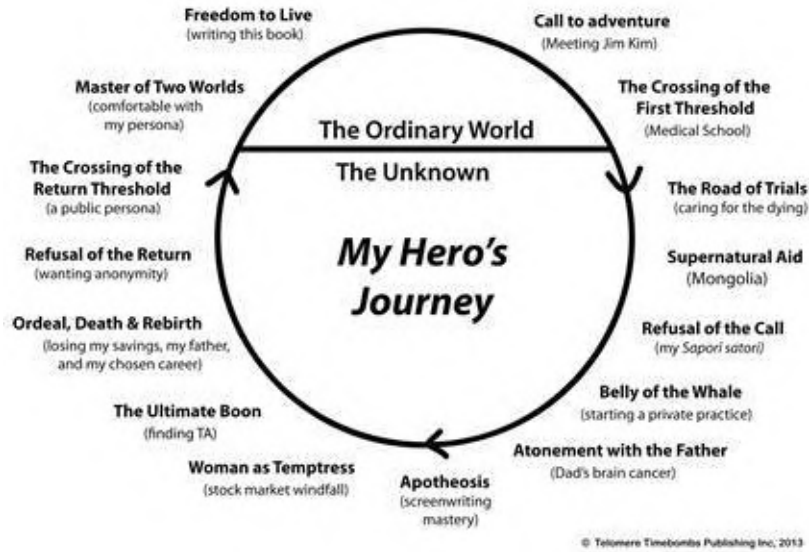 Freedom to Live
(writing this book)
Call to adventure
(Meeting Jim Kim)
Master of Two Worlds
(comfortable with
my persona)
The Crossing of the
First Threshold
(Medical School)
The Ordinary World
The Unknown
The Crossing of the
Return Threshold
(a public persona)
The Road of Trials
(caring for the dying)
Refusal of the Return
(wanting anonymity)
My Hero's
Journey
Supernatural Aid
(Mongolia)
Ordeal, Death & Rebirth
(losing my savings, my father,
and my chosen career)
Refusal of the Call
(my Sapori satori)
The Ultimate Boon
(finding TA)
Belly of the Whale
(starting a private practice)
Woman as Temptress
(stock market windfall)
Apotheosis
(screenwriting
mastery)
Atonement with the Father
(Dad's brain cancer)
© Telomere Timebombs Publishing Inc, 2013